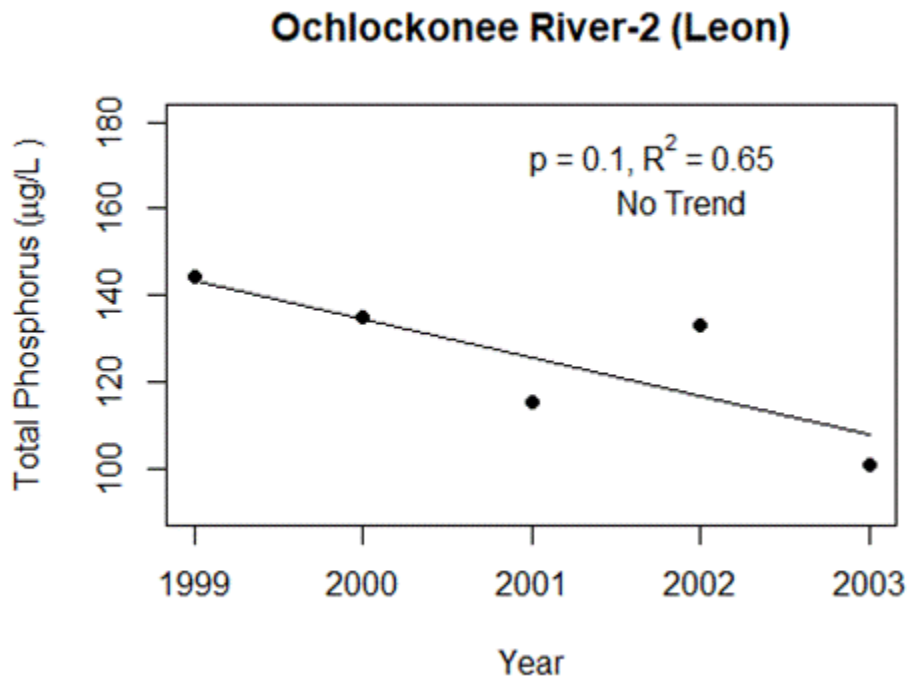 Ochlockonee River-2 (Leon)
p = 0.1, R² = 0.65
No Trend
Total Phosphorus (µg/L )
180
160
140
120
100
1999 2000 2001 2002 2003
Year